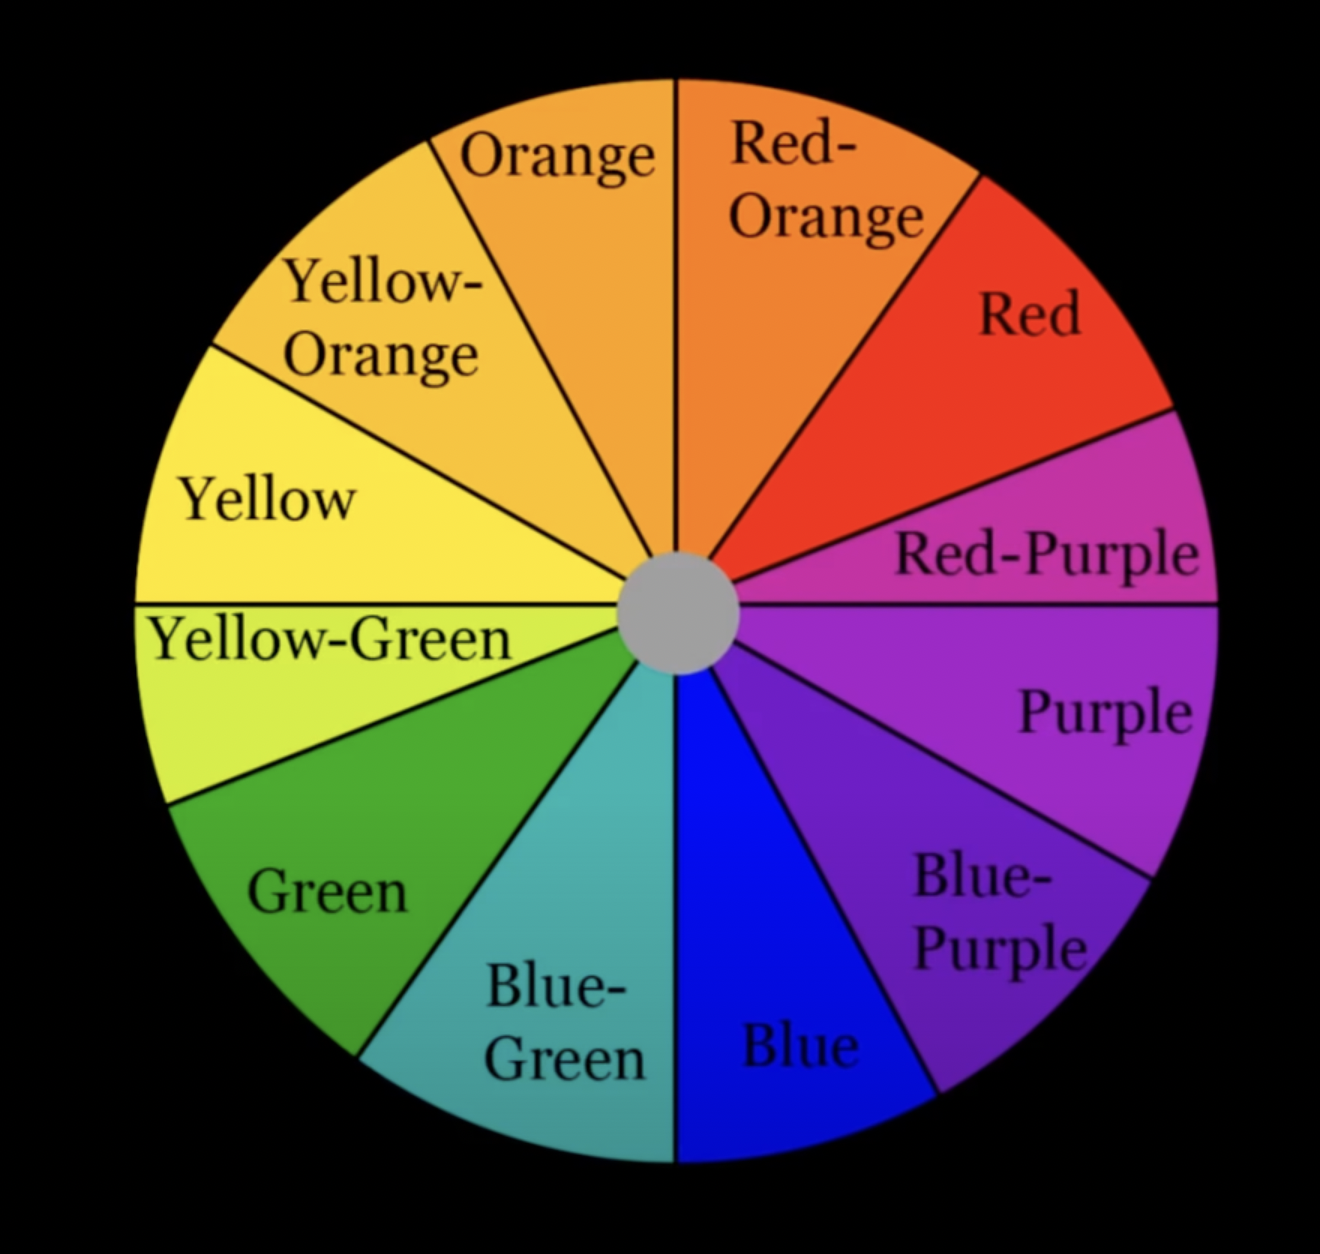 Orange
Red-
Orange
Red
Red-Purple
Purple
Blue-
Purple
Blue
Blue-
Green
Green
Yellow-Green
Yellow
Yellow-
Orange